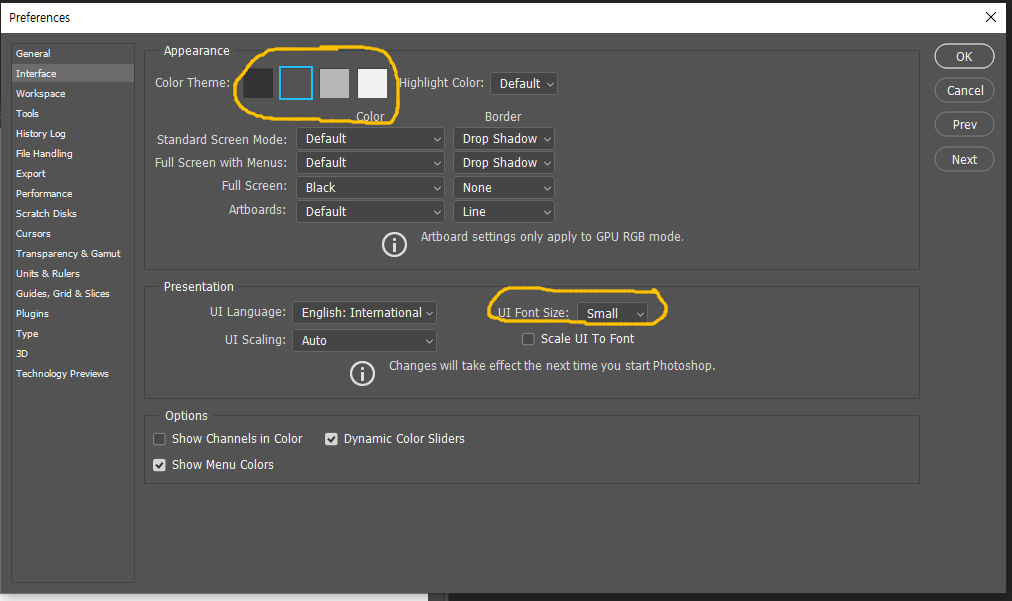 Preferences
General
Interface
Workspace
Tools
History Log
File Handling
Export
Performance
Scratch Disks
Cursors
Transparency & Gamut
Units & Rulers
Guides, Grid & Slices
Plugins
Type
3D
Technology Previews
Appearance
Color Theme:
Highlight Color: Default
Color Border
Standard Screen Mode: Default Drop Shadow
Full Screen with Menus: Default Drop Shadow
Full Screen: Black None
Artboards: Default Line
Artboard settings only apply to GPU RGB mode.
Presentation
UI Language: English: International UI Font Size: Small
UI Scaling: Auto Scale UI To Font
Changes will take effect the next time you start Photoshop.
Options
Show Channels in Color Dynamic Color Sliders
Show Menu Colors
OK
Cancel
Prev
Next